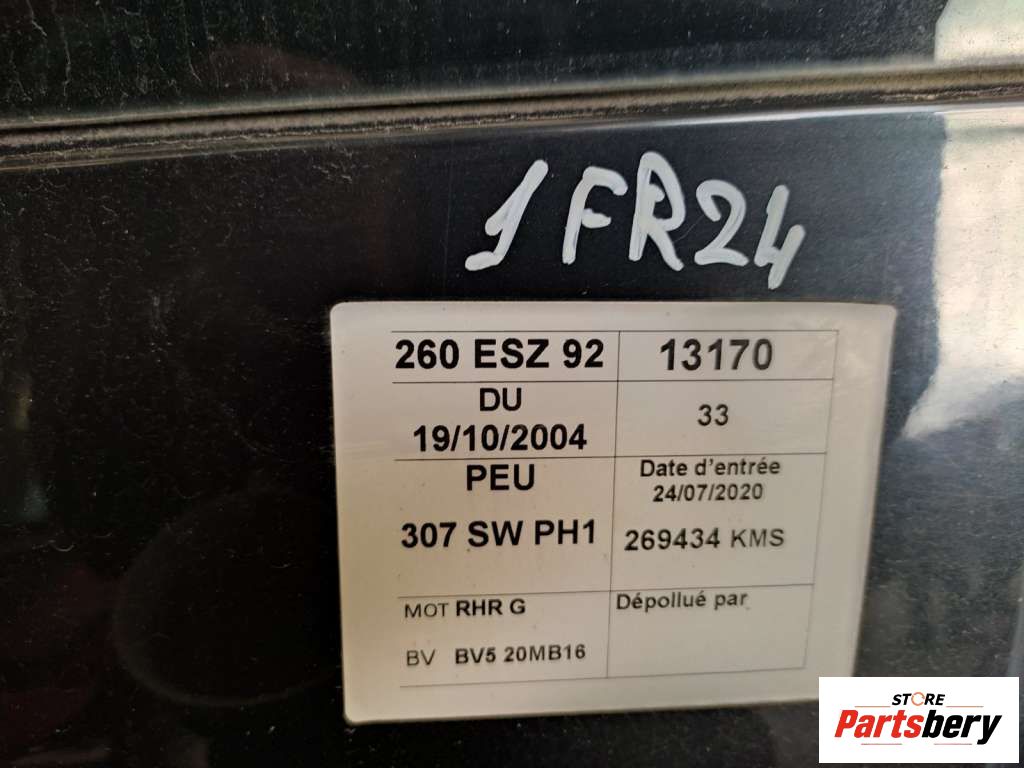 1FR24
260 ESZ 92 13170
DU
19/10/2004
33
PEU
307 SW PH1
Date d'entrée
24/07/2020
269434 KMS
MOT RHR G
Dépollué par
BV BV5 20MB16
STORE
Partsbery